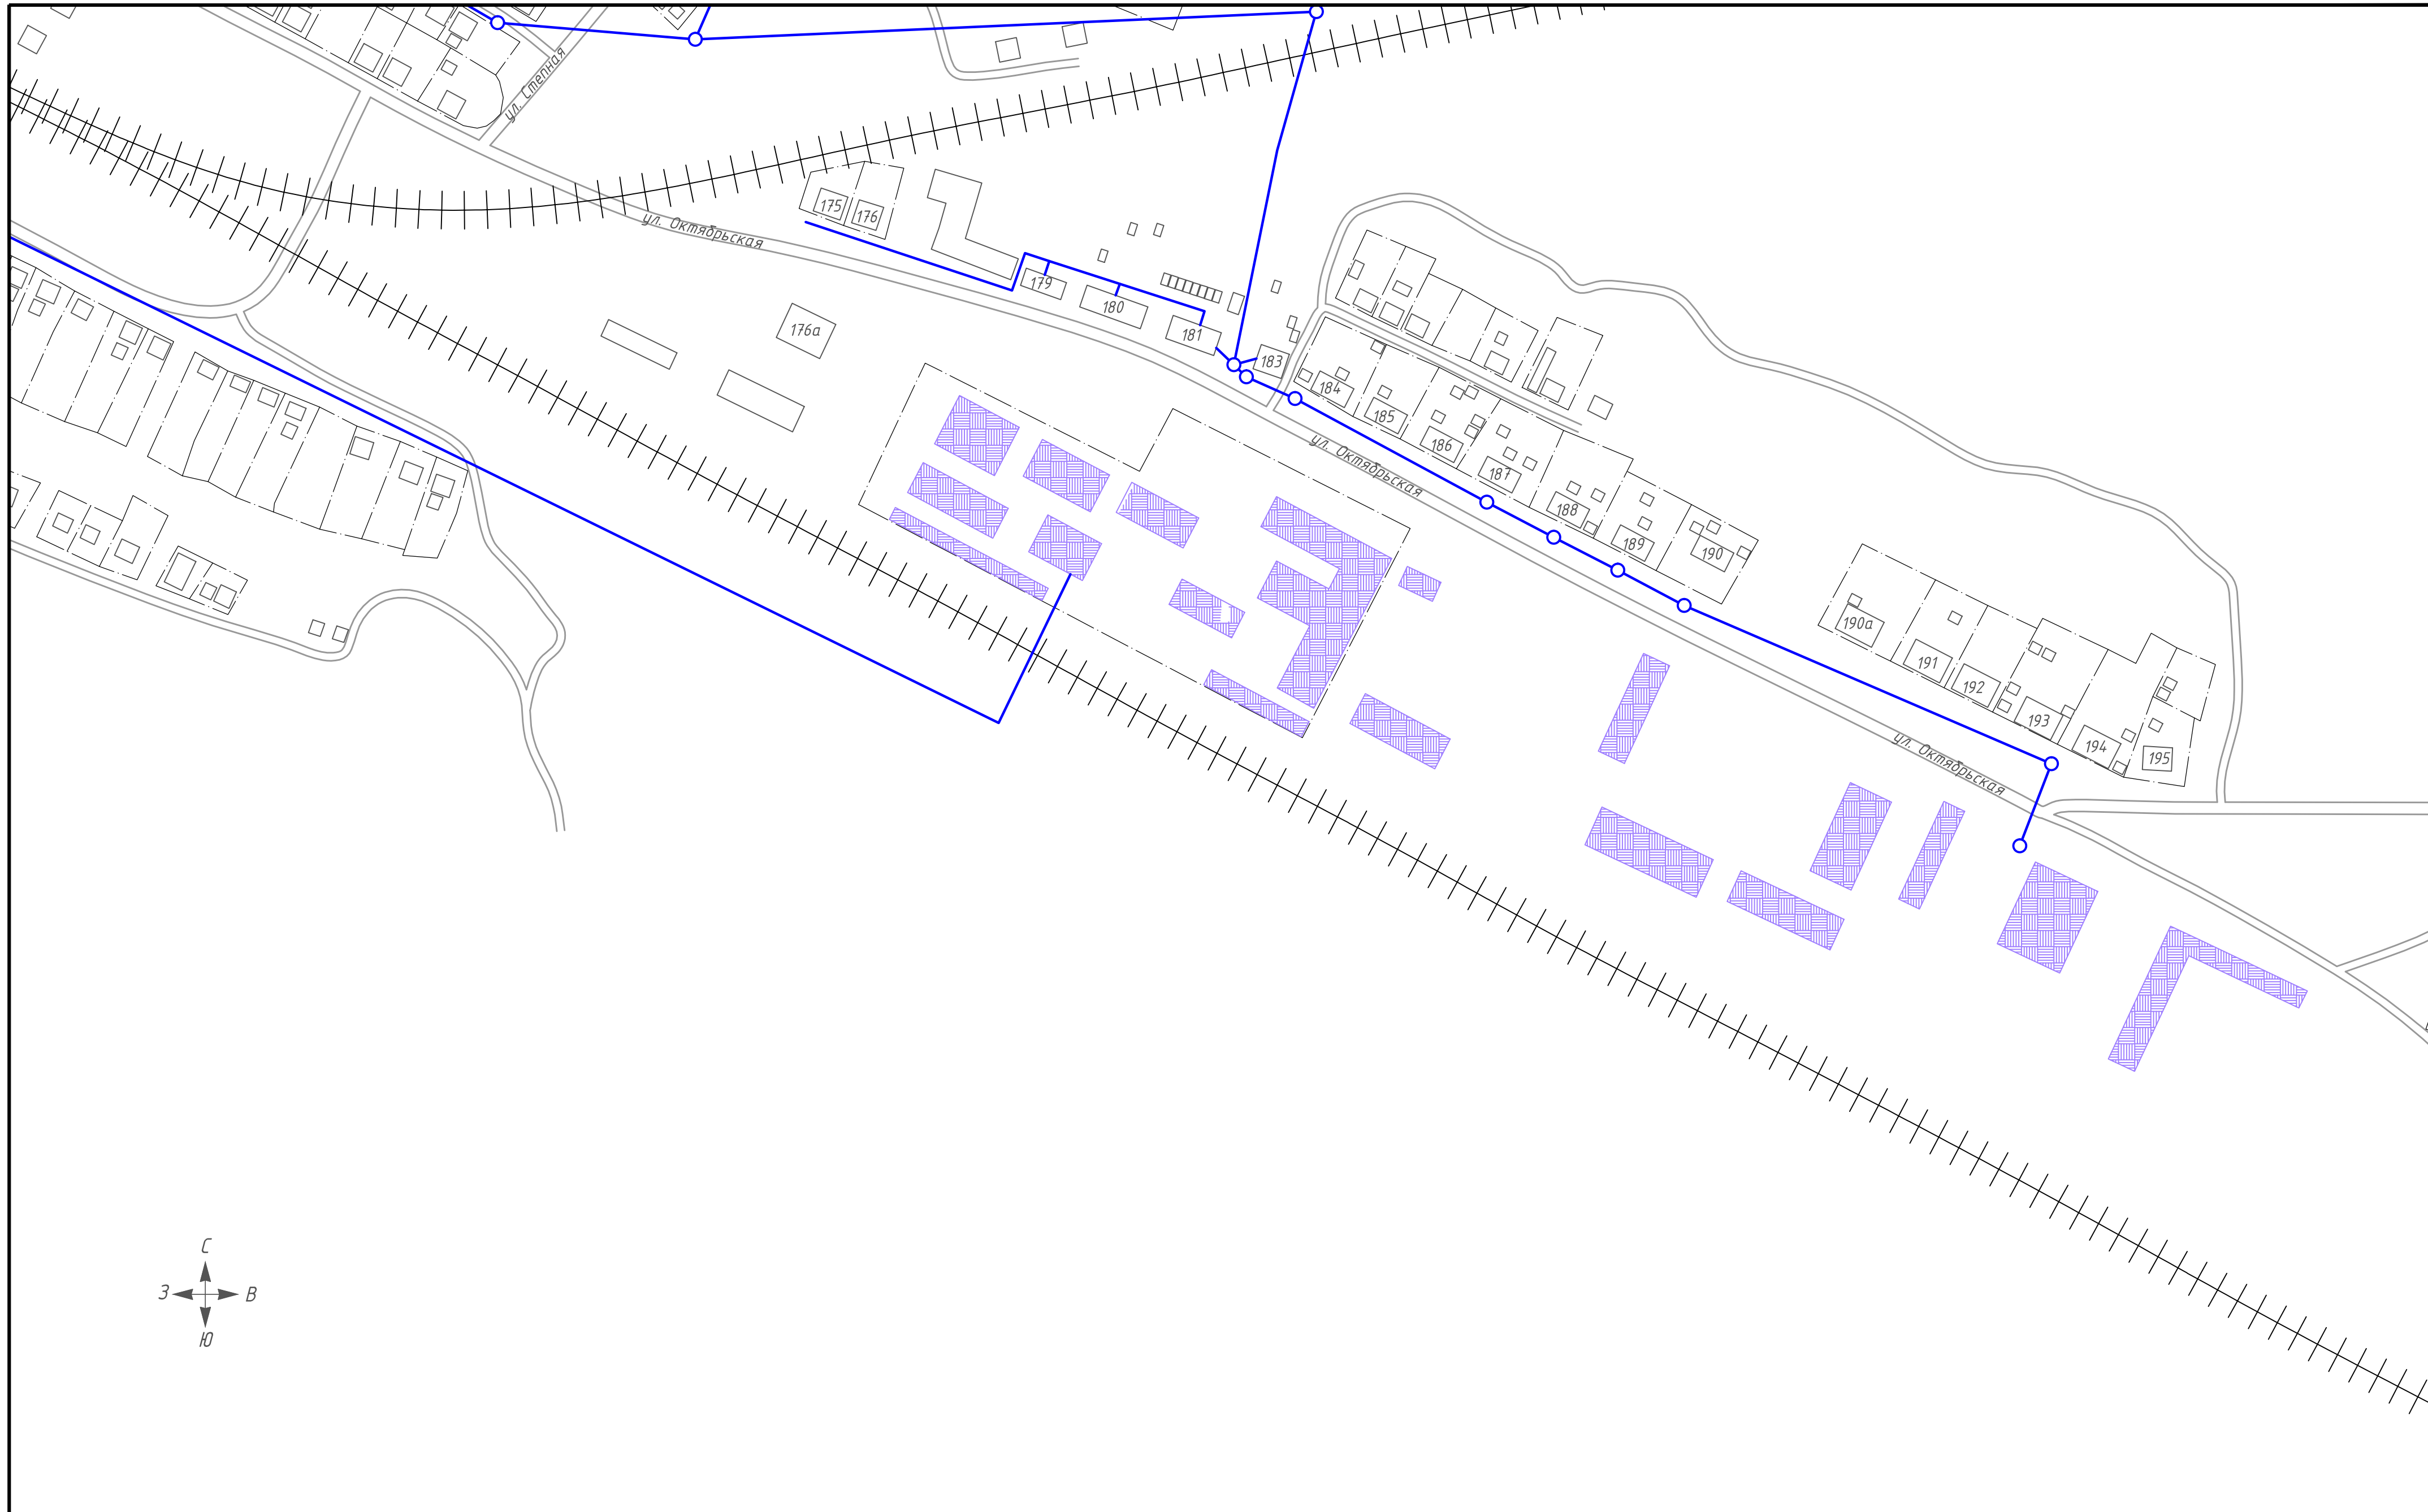 ул. Степная
175
176
ул. Октябрьская
179
180
181
176а
183
184
185
186
187
188
189
190
ул. Октябрьская
190а
191
192
193
194
195
ул. Октябрьская
С
З
В
Ю